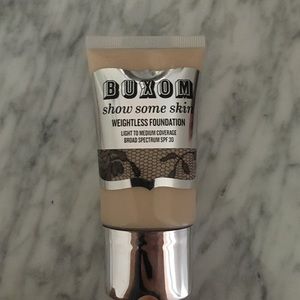 BUXOM
show some skin
WEIGHTLESS FOUNDATION
LIGHT TO MEDIUM COVERAGE
BROAD SPECTRUM SPF 30